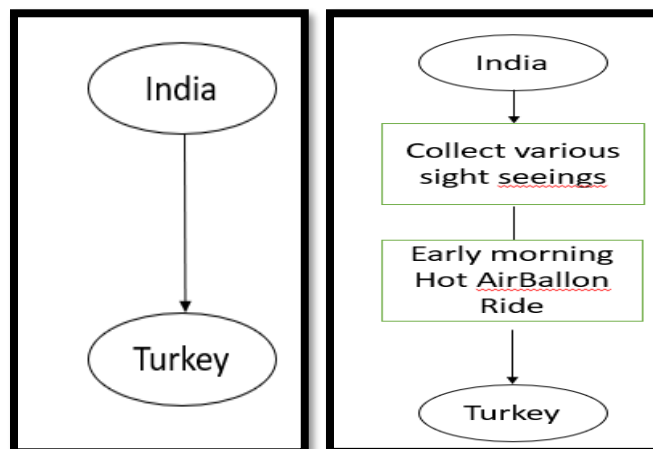 India
Turkey
India
Collect various
sight seeings
Early morning
Hot AirBallon
Ride
Turkey